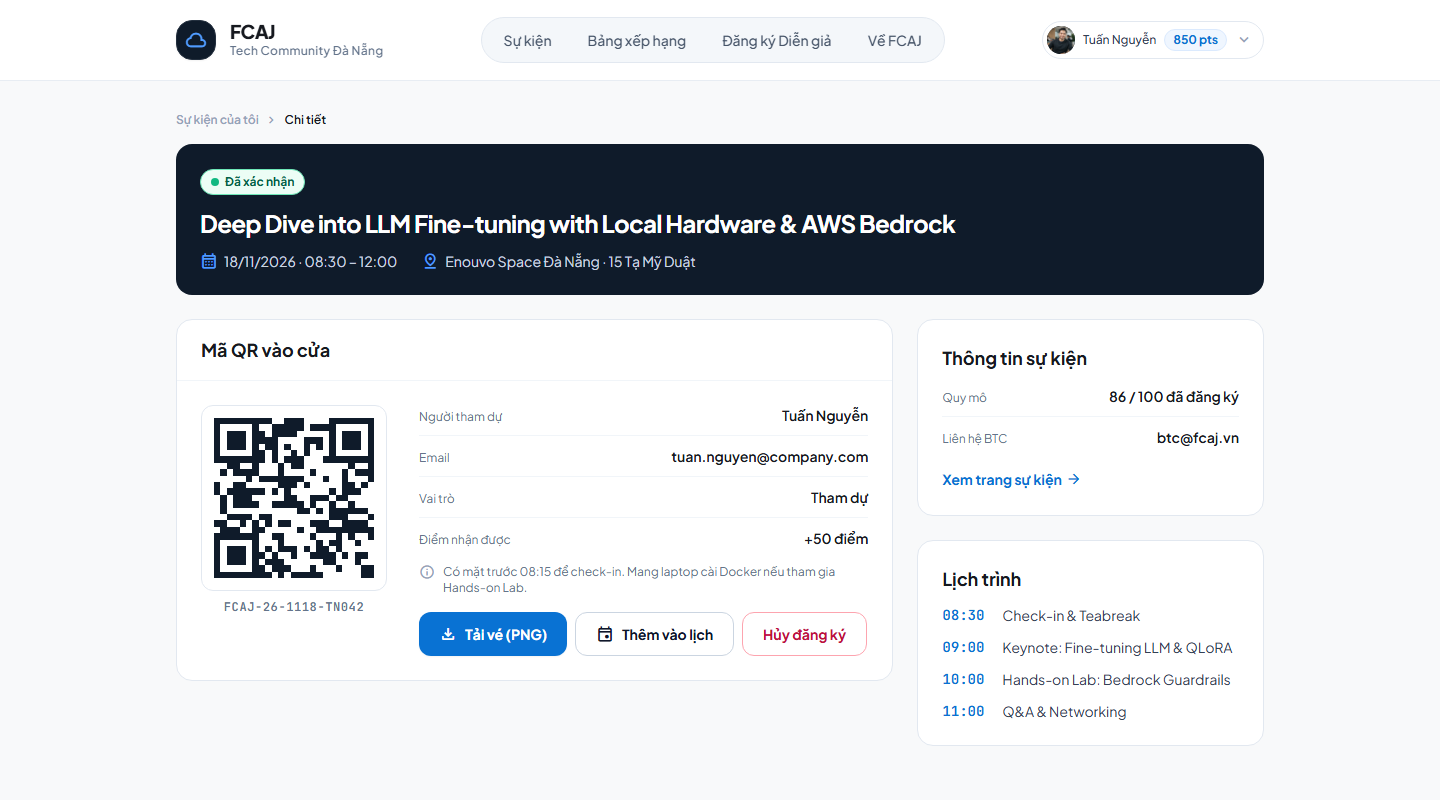 FCAJ
Tech Community Đà Nẵng
Sự kiện
Bảng xếp hạng
Đăng ký Diễn giả
Về FCAJ
Tuấn Nguyễn
850 pts
Sự kiện của tôi
Chi tiết
Đã xác nhận
Deep Dive into LLM Fine-tuning with Local Hardware & AWS Bedrock
18/11/2026 · 08:30 – 12:00
Enouvo Space Đà Nẵng · 15 Tạ Mỹ Duật
Mã QR vào cửa
FCAJ-26-1118-TN042
Người tham dự
Tuấn Nguyễn
Email
tuan.nguyen@company.com
Vai trò
Tham dự
Điểm nhận được
+50 điểm
Có mặt trước 08:15 để check-in. Mang laptop cài Docker nếu tham gia
Hands-on Lab.
Tải vé (PNG)
Thêm vào lịch
Hủy đăng ký
Thông tin sự kiện
Quy mô
86 / 100 đã đăng ký
Liên hệ BTC
btc@fcaj.vn
Xem trang sự kiện
Lịch trình
08:30 Check-in & Teabreak
09:00 Keynote: Fine-tuning LLM & QLoRA
10:00 Hands-on Lab: Bedrock Guardrails
11:00 Q&A & Networking